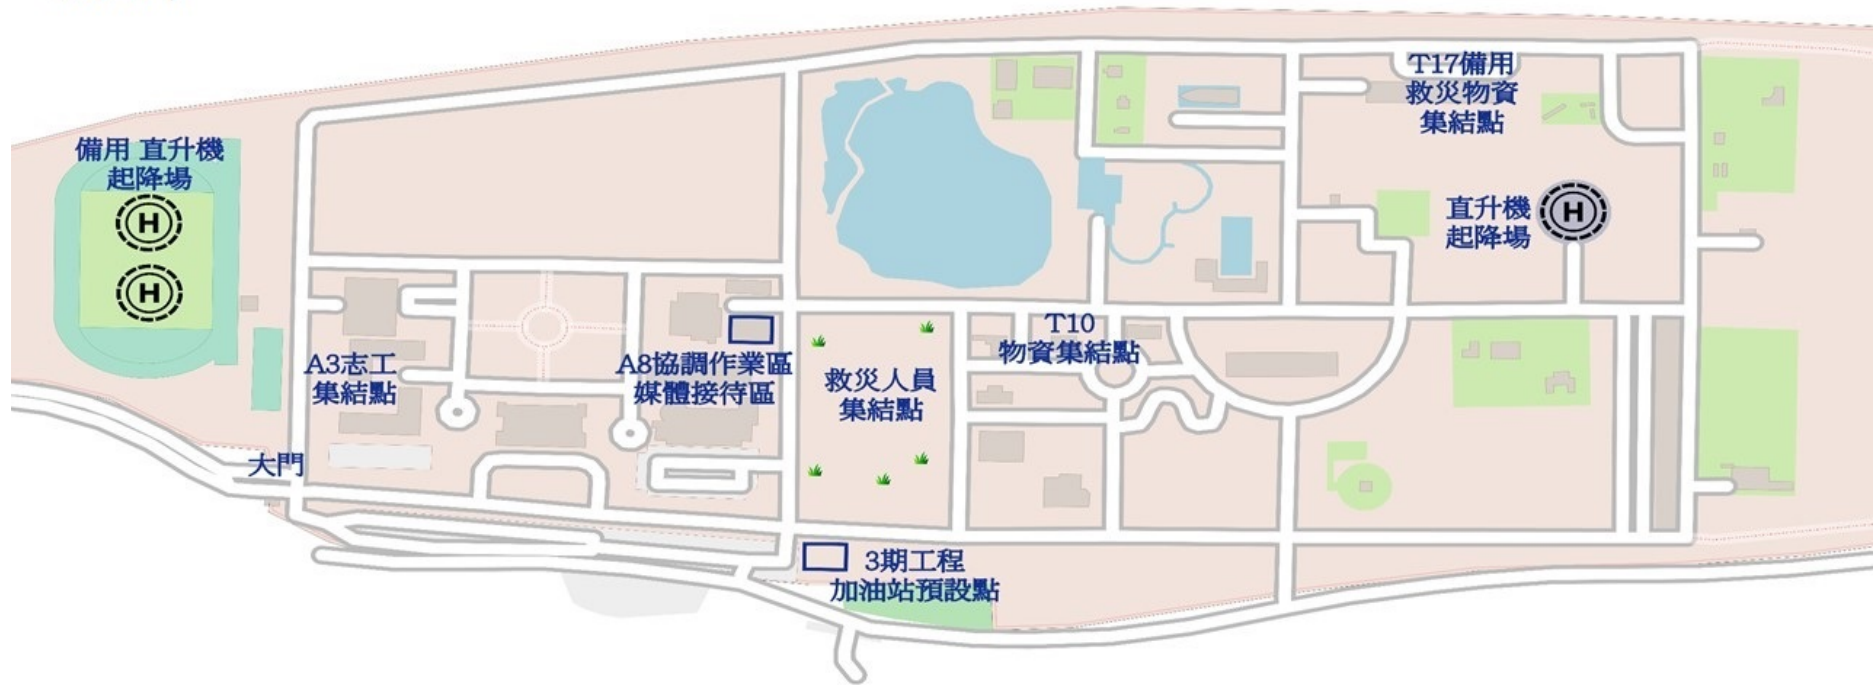 備用 直升機
起降場
H
H
T17備用
救災物資
集結點
直升機
起降場
H
A3志工
集結點
A8協調作業區
媒體接待區
救災人員
集結點
T10
物資集結點
大門
3期工程
加油站預設點